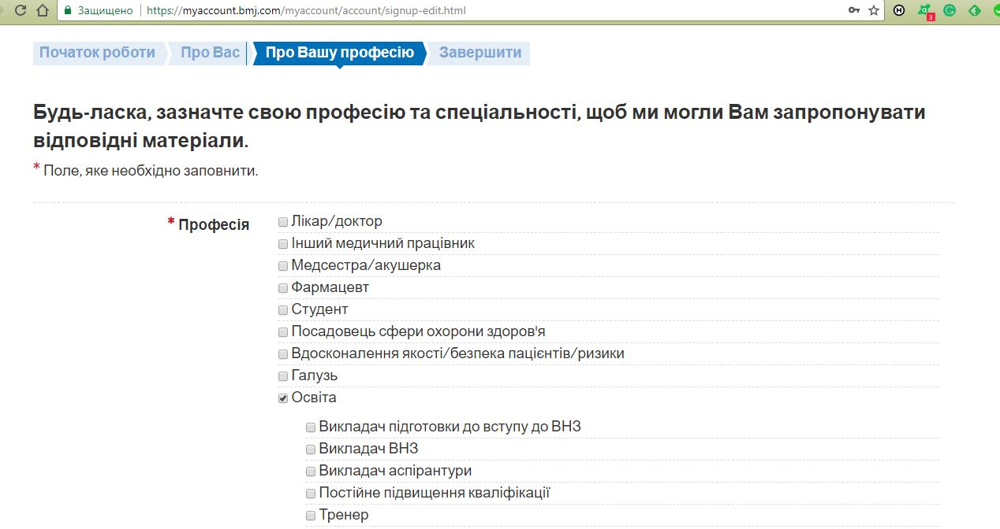 Защищено https://myaccount.bmj.com/myaccount/account/signup-edit.html
3
Початок роботи Про Вас Про Вашу професію Завершити
Будь-ласка, зазначте свою професію та спеціальності, щоб ми могли Вам запропонувати
відповідні матеріали.
* Поле, яке необхідно заповнити.
* Професія
Лікар/доктор
Інший медичний працівник
Медсестра/акушерка
Фармацевт
Студент
Посадовець сфери охорони здоров'я
Вдосконалення якості/безпека пацієнтів/ризики
Галузь
Освіта
Викладач підготовки до вступу до ВНЗ
Викладач ВНЗ
Викладач аспірантури
Постійне підвищення кваліфікації
Тренер